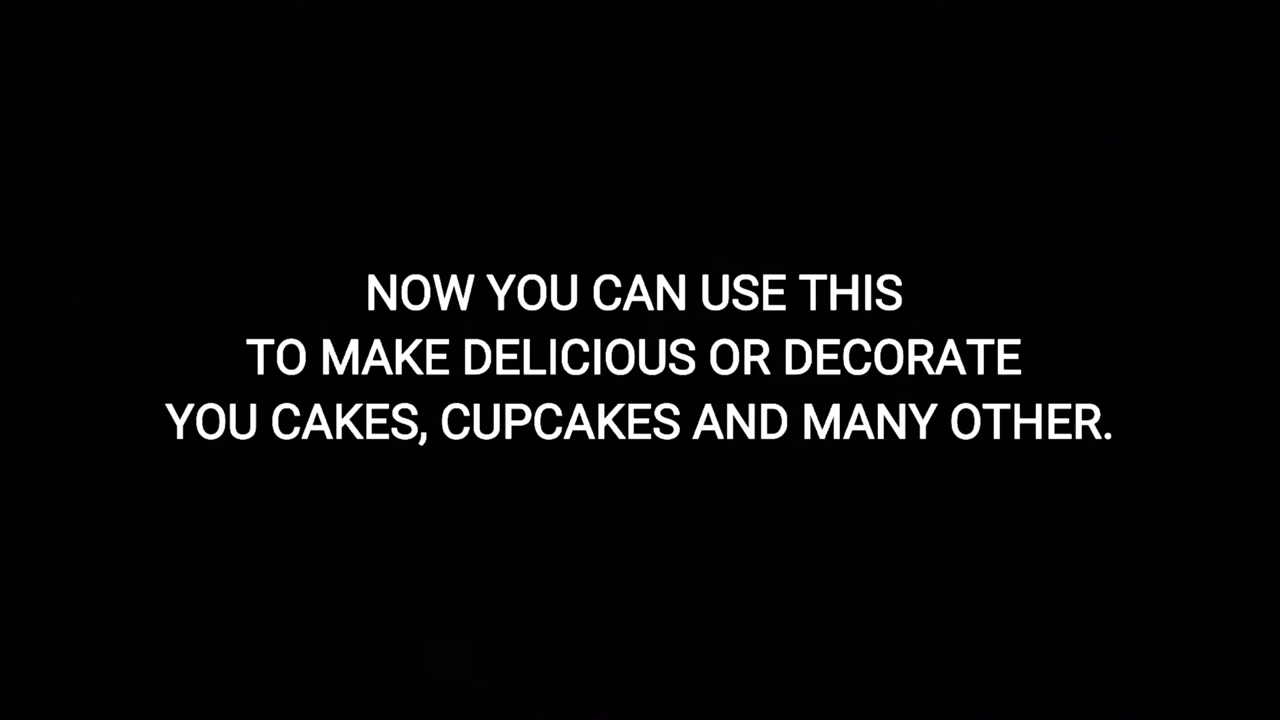 NOW YOU CAN USE THIS
TO MAKE DELICIOUS OR DECORATE
YOU CAKES, CUPCAKES AND MANY OTHER.